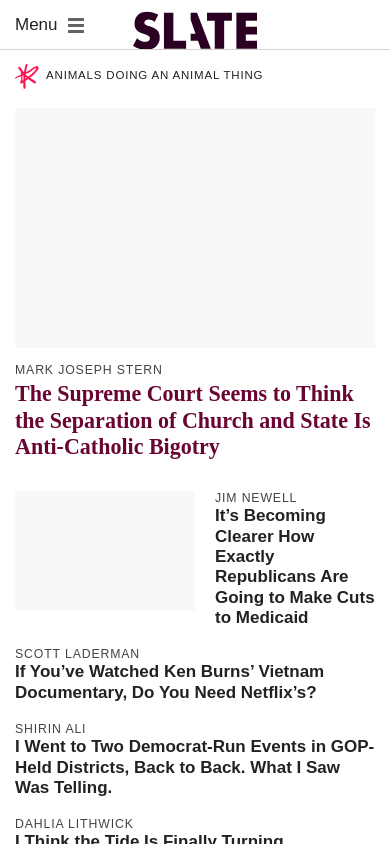 Menu
SLATE
ANIMALS DOING AN ANIMAL THING
MARK JOSEPH STERN
The Supreme Court Seems to Think
the Separation of Church and State Is
Anti-Catholic Bigotry
JIM NEWELL
It’s Becoming
Clearer How
Exactly
Republicans Are
Going to Make Cuts
to Medicaid
SCOTT LADERMAN
If You’ve Watched Ken Burns’ Vietnam
Documentary, Do You Need Netflix’s?
SHIRIN ALI
I Went to Two Democrat-Run Events in GOP-
Held Districts, Back to Back. What I Saw
Was Telling.
DAHLIA LITHWICK
I Think the Tide Is Finally Turning